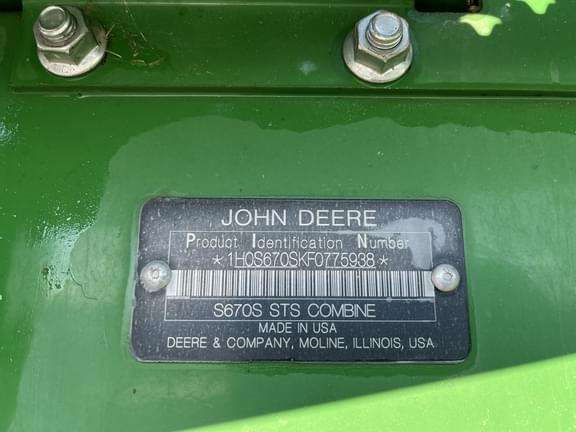 JOHN DEERE
Product Identification Number
*1H0S670SKF0775938*
S670S STS COMBINE
MADE IN USA
DEERE & COMPANY, MOLINE, ILLINOIS, USA